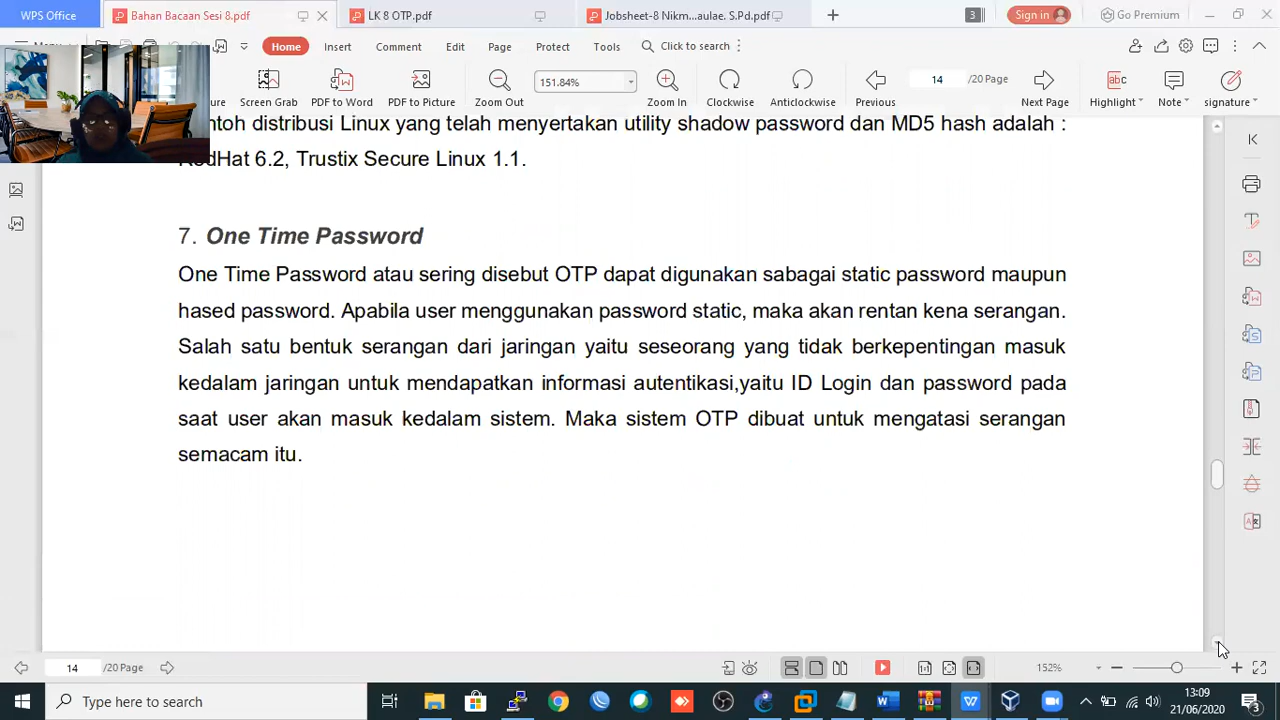 WPS Office
Bahan Bacaan Sesi 8.pdf
LK 8 OTP.pdf
Jobsheet-8 Nikm...aulae. S.Pd.pdf
3
Sign in
Go Premium
Home
Insert
Comment
Edit
Page
Protect
Tools
Click to search
Screen Grab
PDF to Word
PDF to Picture
Zoom Out
151.84%
Zoom In
Clockwise
Anticlockwise
Previous
14
/20 Page
Next Page
abc
Highlight
Note
signature
ntoh distribusi Linux yang telah menyertakan utility shadow password dan MD5 hash adalah :
RedHat 6.2, Trustix Secure Linux 1.1.
7. One Time Password
One Time Password atau sering disebut OTP dapat digunakan sabagai static password maupun
hased password. Apabila user menggunakan password static, maka akan rentan kena serangan.
Salah satu bentuk serangan dari jaringan yaitu seseorang yang tidak berkepentingan masuk
kedalam jaringan untuk mendapatkan informasi autentikasi,yaitu ID Login dan password pada
saat user akan masuk kedalam sistem. Maka sistem OTP dibuat untuk mengatasi serangan
semacam itu.
14
/20 Page
152%
Type here to search
13:09
21/06/2020
3